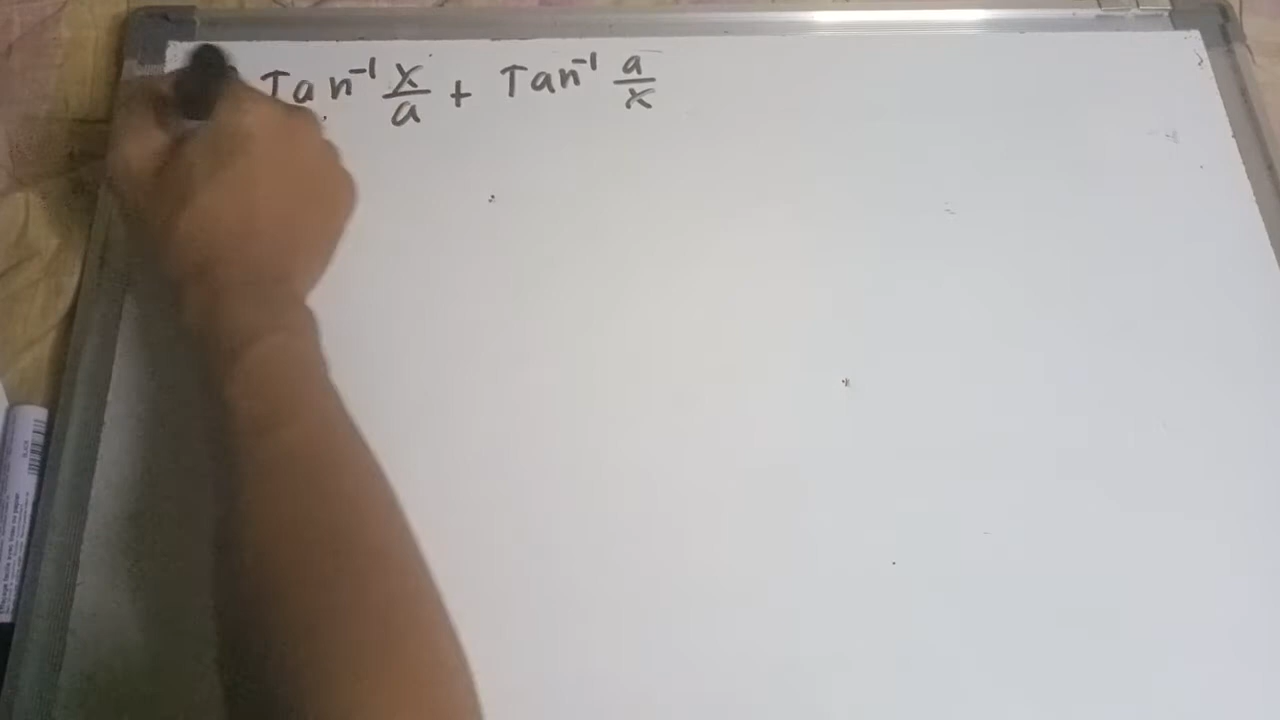 Tan⁻¹ x/a + Tan⁻¹ a/x